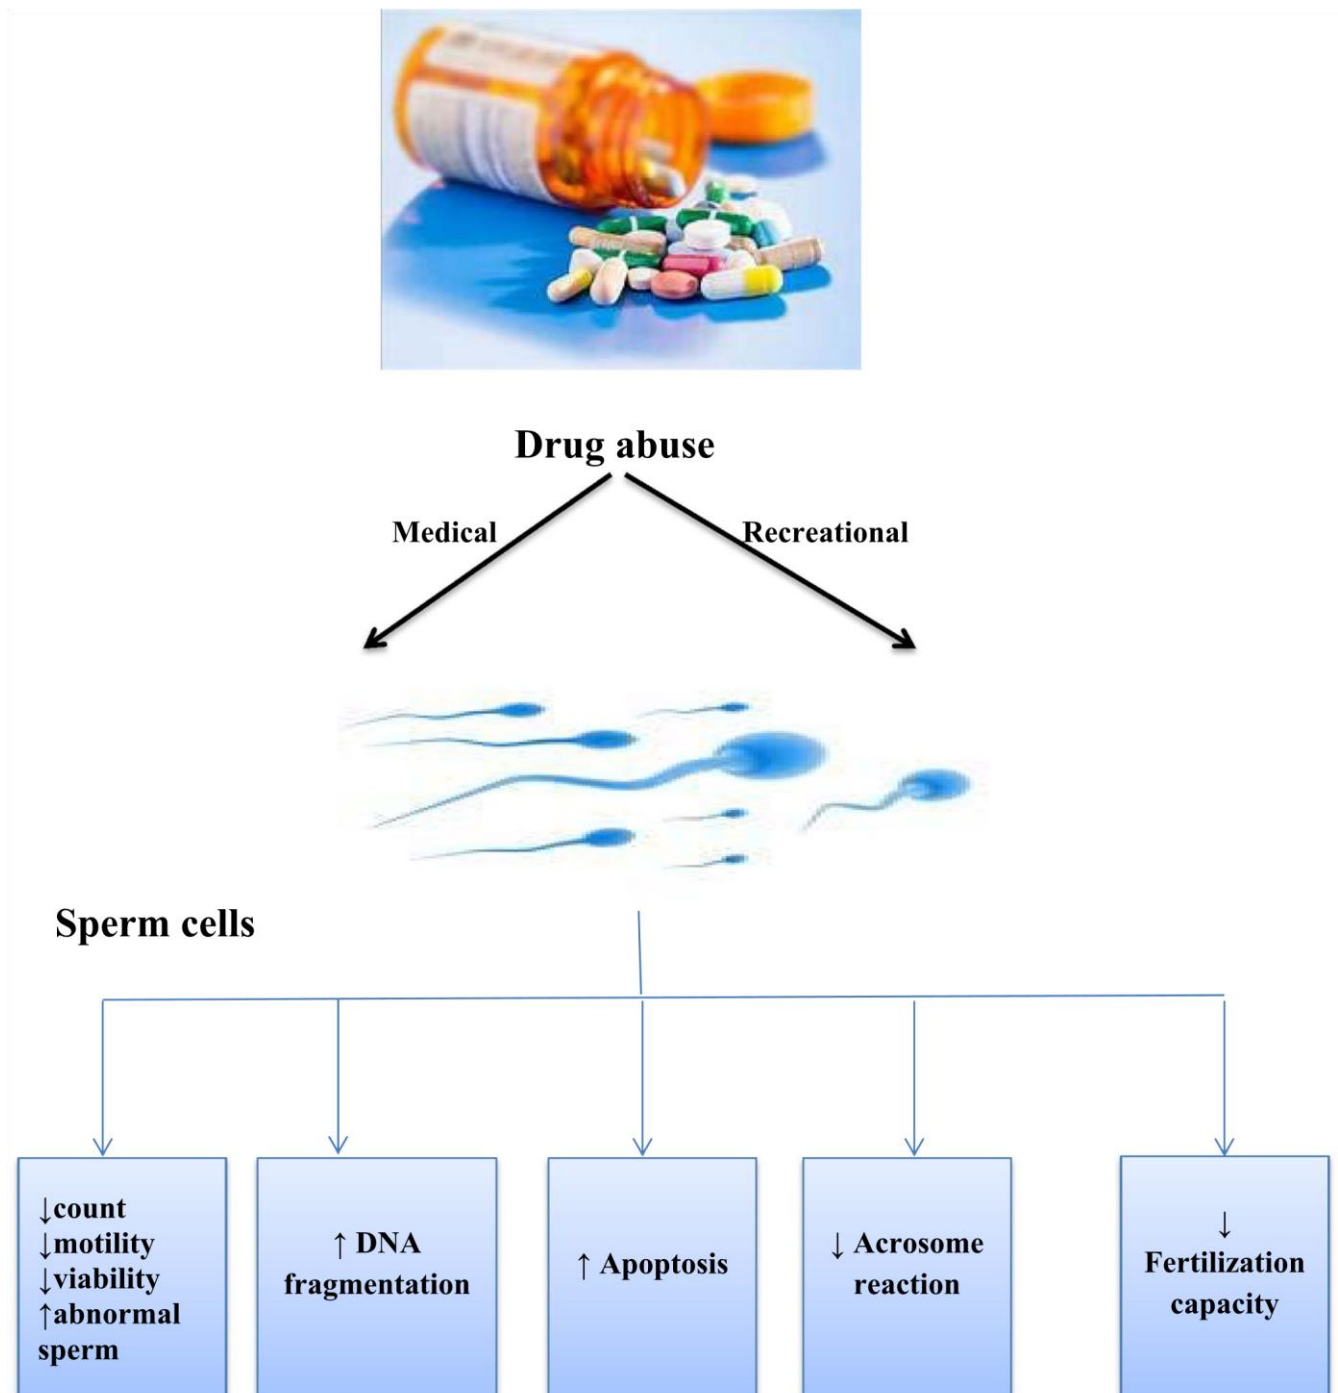 Drug abuse
Medical
Recreational
Sperm cells
↓count
↓motility
↓viability
↑abnormal
sperm
↑ DNA
fragmentation
↑ Apoptosis
↓ Acrosome
reaction
↓
Fertilization
capacity